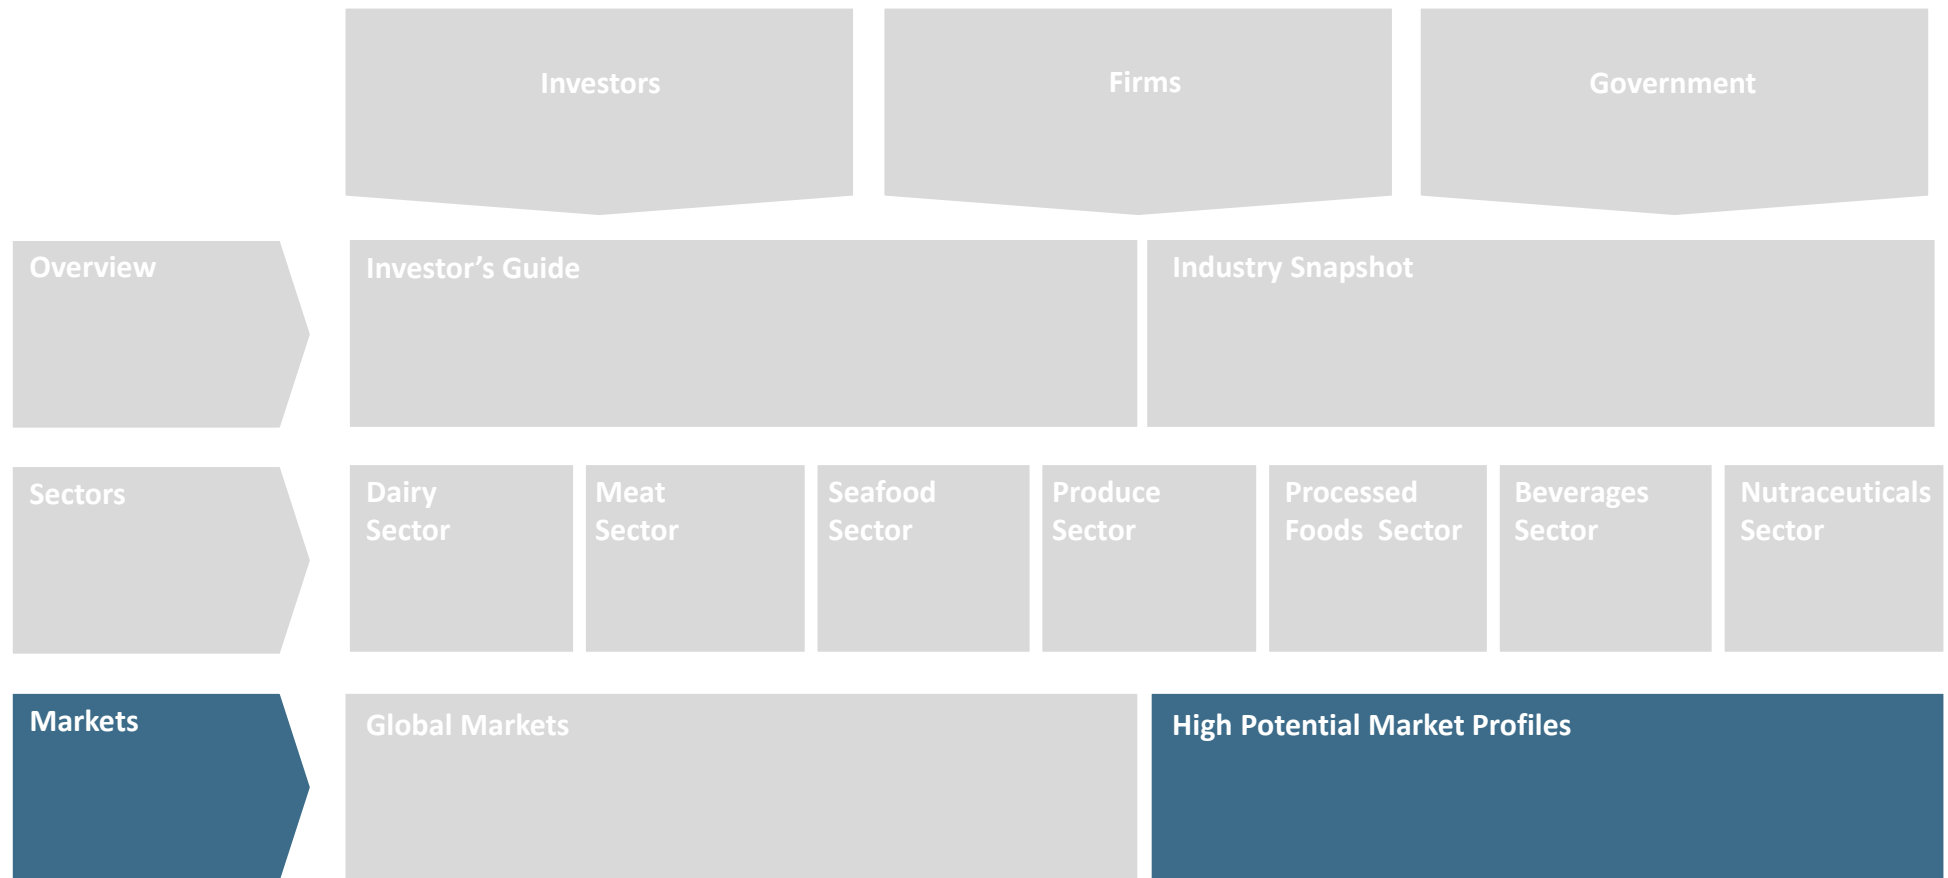 Investors
Firms
Government
Overview
Investor’s Guide
Industry Snapshot
Sectors
Dairy
Sector
Meat
Sector
Seafood
Sector
Produce
Sector
Processed
Foods  Sector
Beverages
Sector
Nutraceuticals
Sector
Markets
Global Markets
High Potential Market Profiles